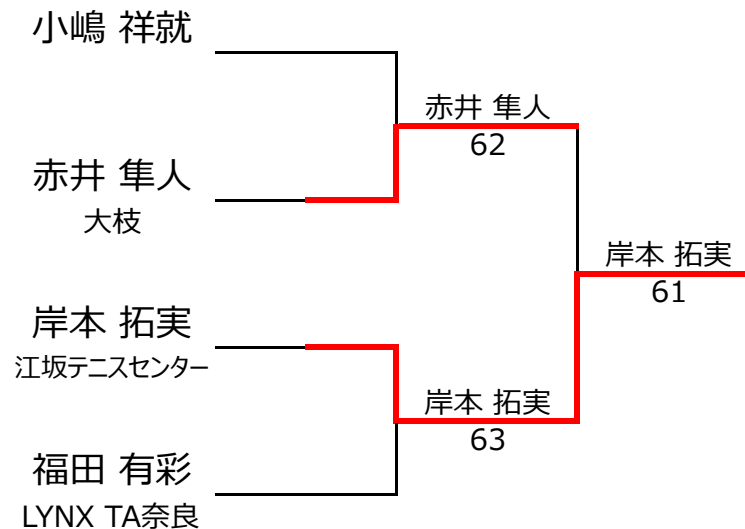 小嶋 祥就
赤井 隼人
62
赤井 隼人
大枝
岸本 拓実
61
岸本 拓実
江坂テニスセンター
岸本 拓実
63
福田 有彩
LYNX TA奈良